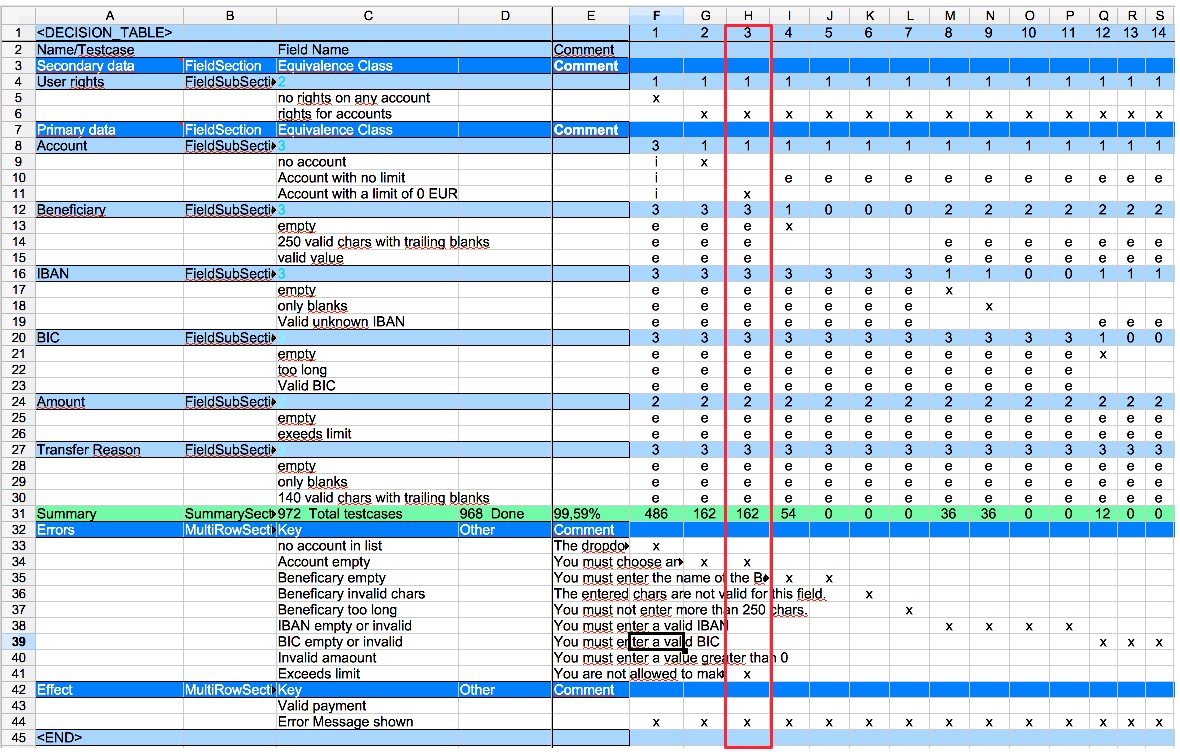 A B C D E F G H I J K L M N O P Q R S
1 <DECISION_TABLE> 1 2 3 4 5 6 7 8 9 10 11 12 13 14
2 Name/Testcase Field Name Comment
3 Secondary data FieldSection Equivalence Class Comment
4 User rights FieldSubSecti 2 1 1 1 1 1 1 1 1 1 1 1 1 1 1
5 no rights on any account x
6 rights for accounts x x x x x x x x x x x x x
7 Primary data FieldSection Equivalence Class Comment
8 Account FieldSubSecti 3 3 1 1 1 1 1 1 1 1 1 1 1 1 1
9 no account i x
10 Account with no limit i e e e e e e e e e e e
11 Account with a limit of 0 EUR i x
12 Beneficiary FieldSubSecti 3 3 3 3 1 0 0 0 2 2 2 2 2 2 2
13 empty e e e x
14 250 valid chars with trailing blanks e e e e e e e e e e
15 valid value e e e e e e e e e e
16 IBAN FieldSubSecti 3 3 3 3 3 3 3 3 1 1 0 0 1 1 1
17 empty e e e e e e e x
18 only blanks e e e e e e e x
19 Valid unknown IBAN e e e e e e e e e e
20 BIC FieldSubSecti 3 3 3 3 3 3 3 3 3 3 3 1 0 0
21 empty e e e e e e e e e e e x
22 too long e e e e e e e e e e e
23 Valid BIC e e e e e e e e e e e
24 Amount FieldSubSecti 2 2 2 2 2 2 2 2 2 2 2 2 2 2
25 empty e e e e e e e e e e e e e e
26 exeeds limit e e e e e e e e e e e e e e
27 Transfer Reason FieldSubSecti 3 3 3 3 3 3 3 3 3 3 3 3 3 3
28 empty e e e e e e e e e e e e e e
29 only blanks e e e e e e e e e e e e e e
30 140 valid chars with trailing blanks e e e e e e e e e e e e e e
31 Summary SummarySect 972 Total testcases 968 Done 99,59% 486 162 162 54 0 0 0 36 36 0 0 12 0 0
32 Errors MultiRowSecti Key Other Comment
33 no account in list The dropdo x
34 Account empty You must choose an x x
35 Beneficary empty You must enter the name of the Be x x
36 Beneficary invalid chars The entered chars are not valid for this field. x
37 Beneficary too long You must not enter more than 250 chars. x
38 IBAN empty or invalid You must enter a valid IBAN x x x x
39 BIC empty or invalid You must enter a valid BIC x x x
40 Invalid amaount You must enter a value greater than 0
41 Exceeds limit You are not allowed to mak x
42 Effect MultiRowSecti Key Other Comment
43 Valid payment
44 Error Message shown x x x x x x x x x x x x x x
45 <END>